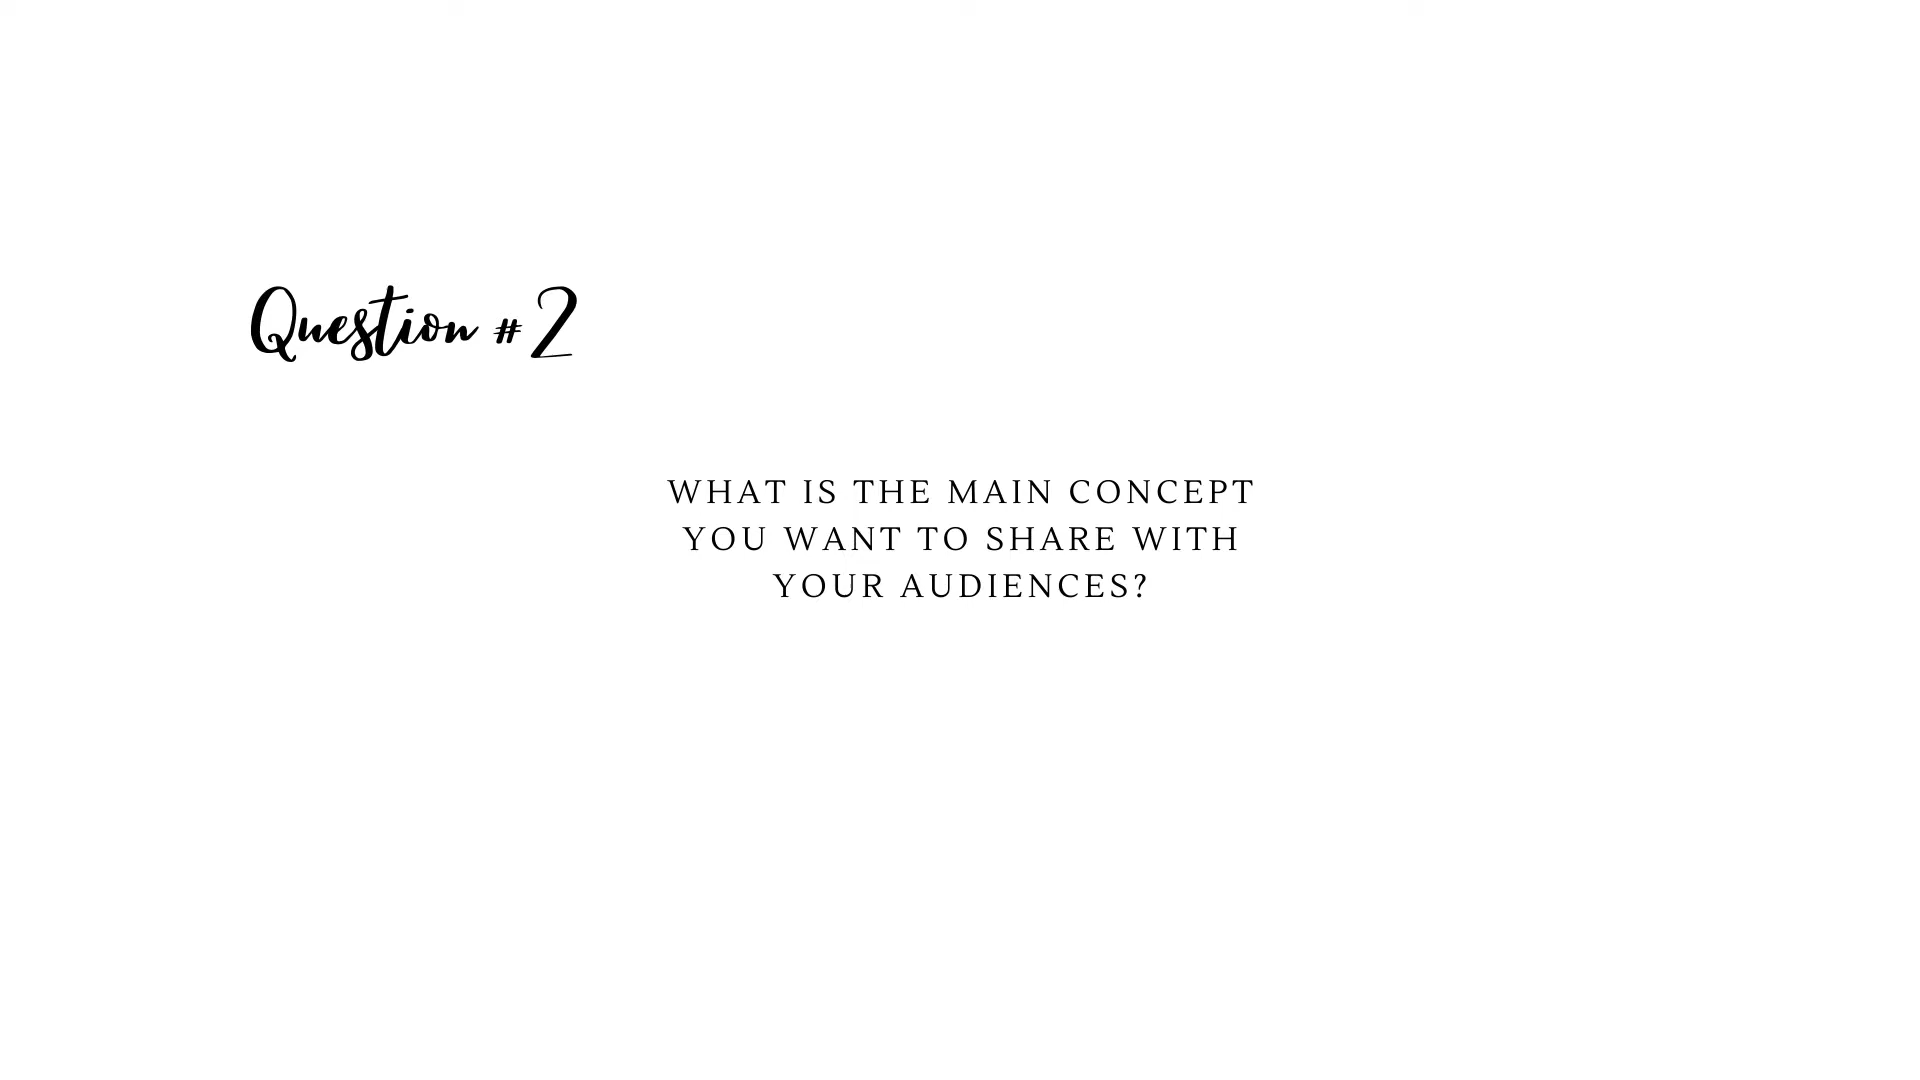 Question #2
WHAT IS THE MAIN CONCEPT
YOU WANT TO SHARE WITH
YOUR AUDIENCES?